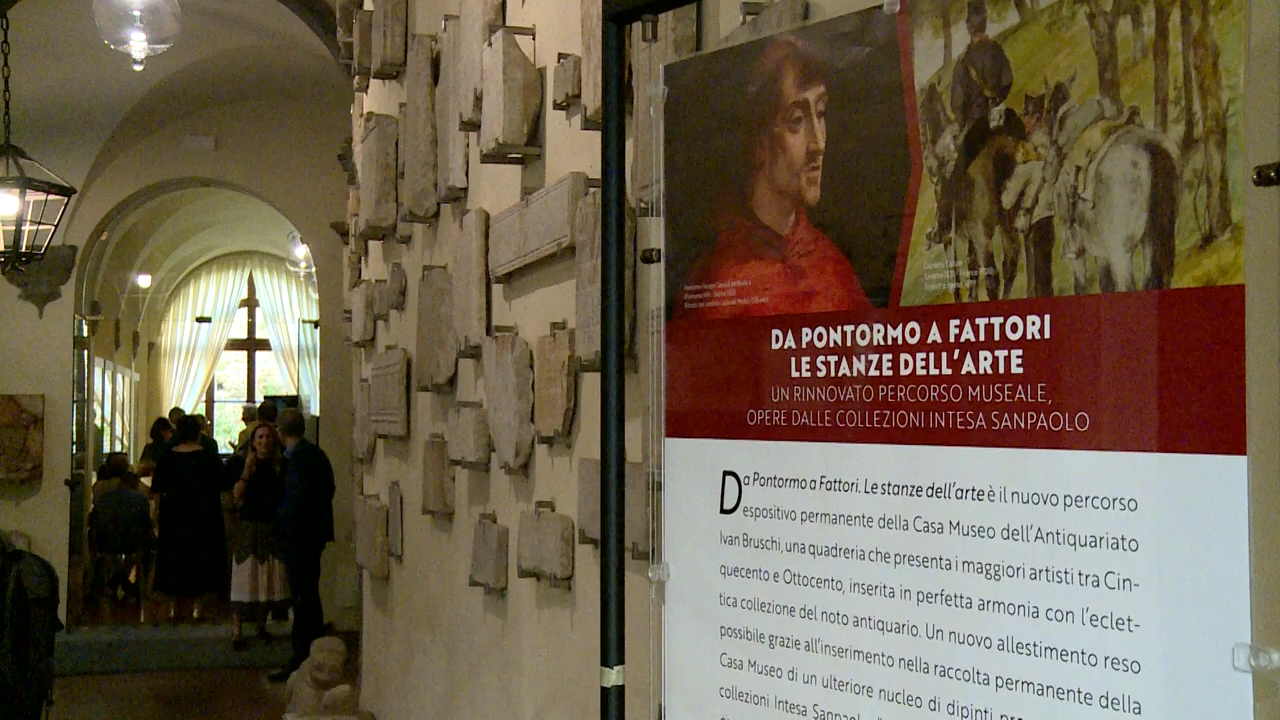 DA PONTORMO A FATTORI
LE STANZE DELL'ARTE
UN RINNOVATO PERCORSO MUSEALE,
OPERE DALLE COLLEZIONI INTESA SANPAOLO
Da Pontormo a Fattori. Le stanze dell'arte è il nuovo percorso
espositivo permanente della Casa Museo dell'Antiquariato
Ivan Bruschi, una quadreria che presenta i maggiori artisti tra Cin-
quecento e Ottocento, inserita in perfetta armonia con l'eclet-
tica collezione del noto antiquario. Un nuovo allestimento reso
possibile grazie all'inserimento nella raccolta permanente della
Casa Museo di un ulteriore nucleo di dipinti
collezioni Intesa Sanpaolo